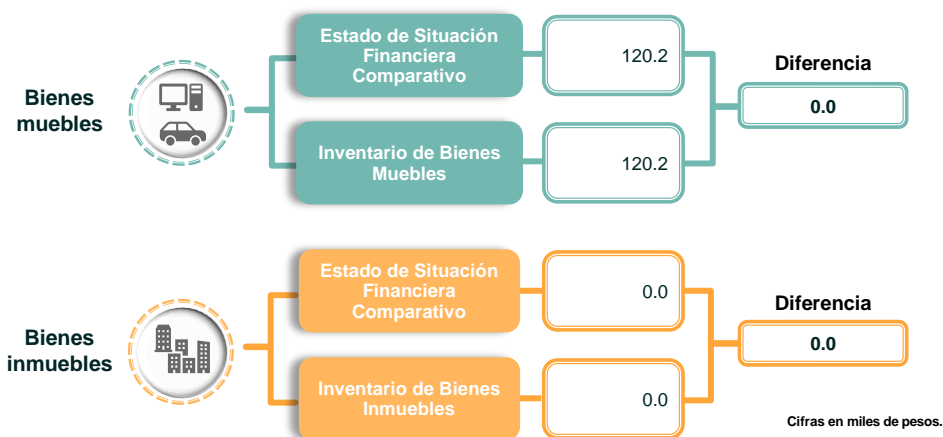 Bienes
muebles
Estado de Situación
Financiera
Comparativo
120.2
Inventario de Bienes
Muebles
120.2
Diferencia
0.0
Bienes
inmuebles
Estado de Situación
Financiera
Comparativo
0.0
Inventario de Bienes
Inmuebles
0.0
Diferencia
0.0
Cifras en miles de pesos.